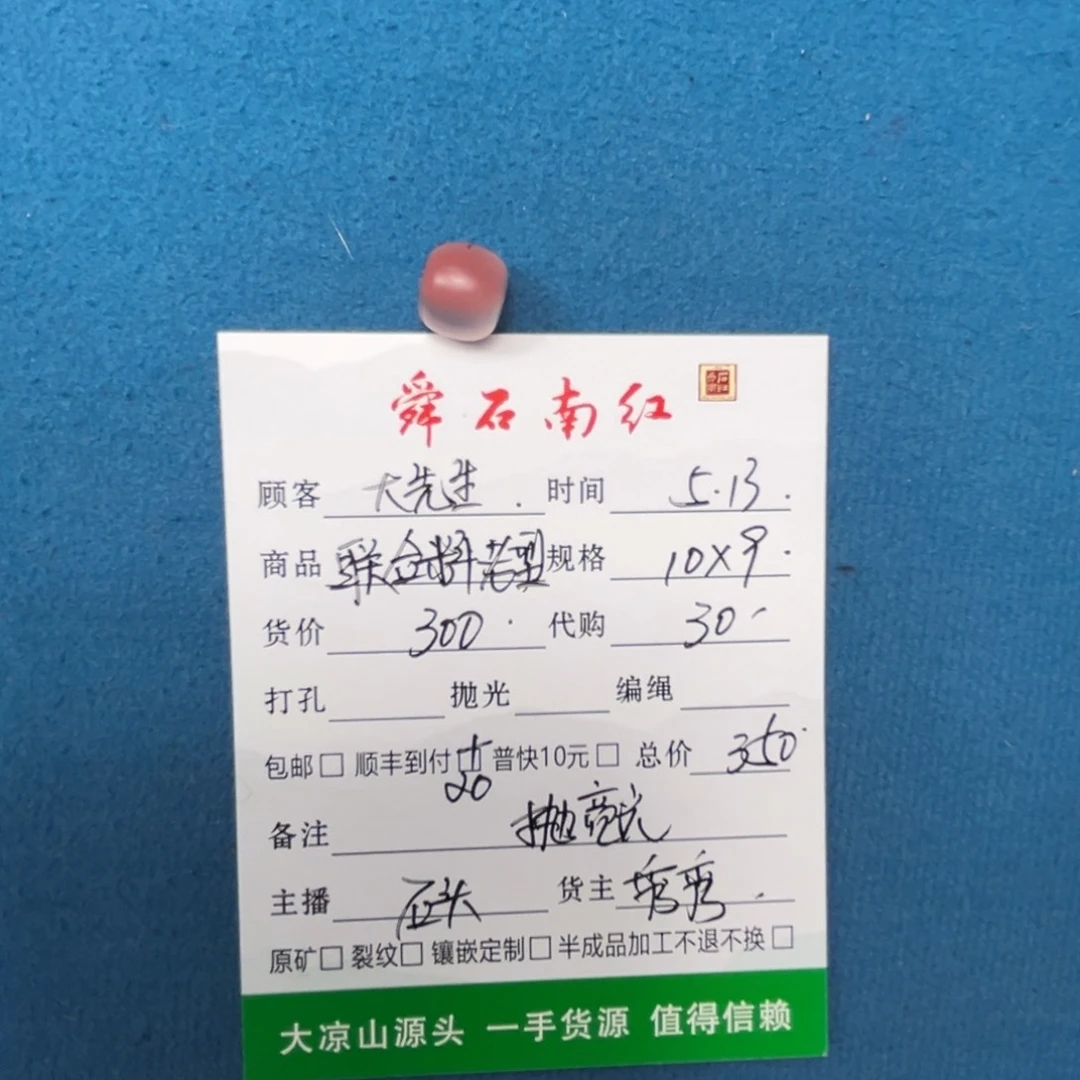 舜石南红
顾客 大先生. 时间 5.13.
商品 联合料老型 规格 10X9.
货价 300. 代购 30
打孔 抛光 编绳
包邮□ 顺丰到付 +20 普快10元□ 总价 350
备注 抛亮光
主播 石头 货主 秀秀.
原矿□ 裂纹□ 镶嵌定制□ 半成品加工不退不换□
大凉山源头 一手货源 值得信赖